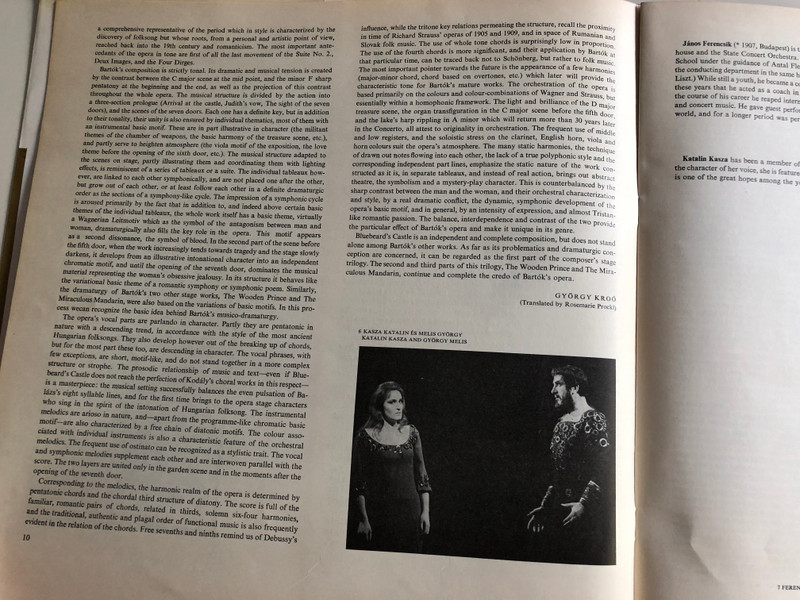 a comprehensive representative of the period which in style is characterized by the
discovery of folksong but whose roots, from a personal and artistic point of view,
reached back into the 19th century and romanticism. The most important ante-
cedants of the opera in tone are first of all the last movement of the Suite No. 2.,
Deux Images, and the Four Dirges.
Bartók's composition is strictly tonal. Its dramatic and musical tension is created
by the contrast between the C major scene at the mid point, and the minor F sharp
pentatony at the beginning and the end, as well as the projection of this contrast
throughout the whole opera. The musical structure is divided by the action into
a three-section prologue (Arrival at the castle, Judith's vow, The sight of the seven
doors), and the scenes of the seven doors. Each one has a definite key, but in addition
to their tonality, their unity is also ensured by individual thematics, most of them with
an instrumental basic motif. These are in part illustrative in character (the militant
themes of the chamber of weapons, the basic harmony of the treasure scene, etc.),
and partly serve to heighten atmosphere (the viola motif of the exposition, the love
theme before the opening of the sixth door, etc.). The musical structure adapted to
the scenes on stage, partly illustrating them and coordinating them with lighting
effects, is reminiscent of a series of tableaux or a suite. The individual tableaux how-
ever, are linked to each other symphonically, and are not placed one after the other,
but grew out of each other, or at least follow each other in a definite dramaturgic
order as the sections of a symphony-like cycle. The impression of a symphonic cycle
is aroused primarily by the fact that in addition to, and indeed above certain basic
themes of the individual tableaux, the whole work itself has a basic theme, virtually
a Wagnerian Leitmotiv which as the symbol of the antagonism between man and
woman, dramaturgically also fills the key role in the opera. This motif appears
as a second dissonance, the symbol of blood. In the second part of the scene before
the fifth door, when the work increasingly tends towards tragedy and the stage slowly
darkens, it develops from an illustrative intonational character into an independent
chromatic motif, and until the opening of the seventh door, dominates the musical
material representing the woman's obsessive jealousy. In its structure it behaves like
the variational basic theme of a romantic symphony or symphonic poem. Similarly,
the dramaturgy of Bartók's two other stage works, The Wooden Prince and The
Miraculous Mandarin, were also based on the variations of basic motifs. In this pro-
cess wecan recognize the basic idea behind Bartók's musico-dramaturgy.
The opera's vocal parts are parlando in character. Partly they are pentatonic in
nature with a descending trend, in accordance with the style of the most ancient
Hungarian folksongs. They also develop however out of the breaking up of chords,
but for the most part these too, are descending in character. The vocal phrases, with
few exceptions, are short, motif-like, and do not stand together in a more complex
structure or strophe. The prosodic relationship of music and text—even if Blue-
beard's Castle does not reach the perfection of Kodály's choral works in this respect—
is a masterpiece: the musical setting successfully balances the even pulsation of Ba-
lázs's eight syllable lines, and for the first time brings to the opera stage characters
who sing in the spirit of the intonation of Hungarian folksong. The instrumental
melodies are arioso in nature, and—apart from the programme-like chromatic basic
motif—are also characterized by a free chain of diatonic motifs. The colour asso-
ciated with individual instruments is also a characteristic feature of the orchestral
melodies. The frequent use of ostinato can be recognized as a stylistic trait. The vocal
and symphonic melodies supplement each other and are interwoven parallel with the
score. The two layers are united only in the garden scene and in the moments after the
opening of the seventh door.
Corresponding to the melodies, the harmonic realm of the opera is determined by
pentatonic chords and the chordal third structure of diatony. The score is full of the
familiar, romantic pairs of chords, related in thirds, solemn six-four harmonies,
and the traditional, authentic and plagal order of functional music is also frequently
evident in the relation of the chords. Free sevenths and ninths remind us of Debussy's
10
influence, while the tritone key relations permeating the structure, recall the proximity
in time of Richard Strauss' operas of 1905 and 1909, and in space of Rumanian and
Slovak folk music. The use of whole tone chords is surprisingly low in proportion.
The use of the fourth chords is more significant, and their application by Bartók at
that particular time, can be traced back not to Schönberg, but rather to folk music.
The most important pointer towards the future is the appearance of a few harmonies
(major-minor chord, chord based on overtones, etc.) which later will provide the
characteristic tone for Bartók's mature works. The orchestration of the opera is
based primarily on the colours and colour-combinations of Wagner and Strauss, but
essentially within a homophonic framework. The light and brilliance of the D major
treasure scene, the organ transfiguration in the C major scene before the fifth door,
and the lake's harp rippling in A minor which will return more than 30 years later
in the Concerto, all attest to originality in orchestration. The frequent use of middle
and low registers, and the soloistic stress on the clarinet, English horn, viola and
horn colours suit the opera's atmosphere. The many static harmonies, the technique
of drawn out notes flowing into each other, the lack of a true polyphonic style and the
corresponding independent part lines, emphasize the static nature of the work con-
structed as it is, in separate tableaux, and instead of real action, brings out abstract
theatre, the symbolism and a mystery-play character. This is counterbalanced by the
sharp contrast between the man and the woman, and their orchestral characterization
and style, by a real dramatic conflict, the dynamic, symphonic development of the
opera's basic motif, and in general, by an intensity of expression, and almost Tristan-
like romantic passion. The balance, interdependence and contrast of the two provide
the particular effect of Bartók's opera and make it unique in its genre.
Bluebeard's Castle is an independent and complete composition, but does not stand
alone among Bartók's other works. As far as its problematics and dramaturgic con-
ception are concerned, it can be regarded as the first part of the composer's stage
trilogy. The second and third parts of this trilogy, The Wooden Prince and The Mira-
culous Mandarin, continue and complete the credo of Bartók's opera.
GYÖRGY KROÓ
(Translated by Rosemarie Prockl)
6 KASZA KATALIN ÉS MELIS GYÖRGY
KATALIN KASZA AND GYÖRGY MELIS
János Ferencsik (* 1907, Budapest) is t
house and the State Concert Orchestra.
School under the guidance of Antal Fle
the conducting department in the same h
Liszt.) While still a youth, he became a c
these years that he acted as a coach in
the course of his career he reaped interr
and concert music. He gave guest perfor
world, and for a longer period was per
Katalin Kasza has been a member of
the character of her voice, she is feature
is one of the great hopes among the yo
7 FEREN